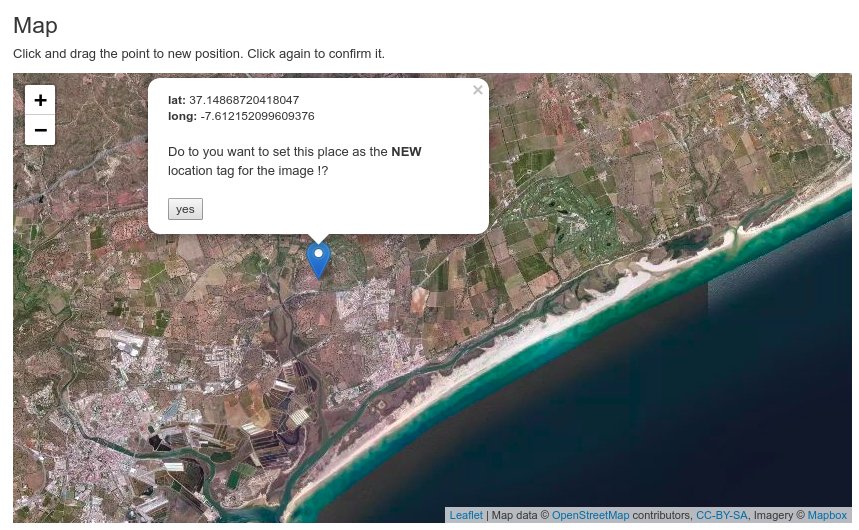 Map
Click and drag the point to new position. Click again to confirm it.
+
−
×
lat: 37.14868720418047
long: -7.612152099609376
Do to you want to set this place as the NEW
location tag for the image !?
yes
Leaflet | Map data © OpenStreetMap contributors, CC-BY-SA, Imagery © Mapbox